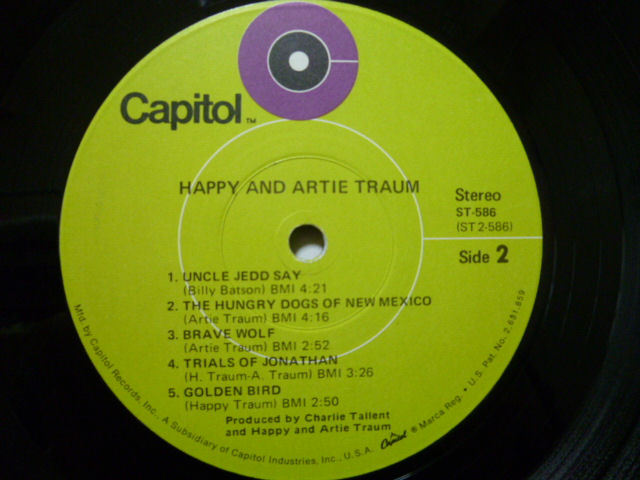 Capitol™
HAPPY AND ARTIE TRAUM
Stereo
ST-586
(ST 2-586)
Side 2
1. UNCLE JEDD SAY
(Billy Batson) BMI 4:21
2. THE HUNGRY DOGS OF NEW MEXICO
(Artie Traum) BMI 4:16
3. BRAVE WOLF
(Artie Traum) BMI 2:52
4. TRIALS OF JONATHAN
(H. Traum-A. Traum) BMI 3:26
5. GOLDEN BIRD
(Happy Traum) BMI 2:50
Produced by Charlie Tallent
and Happy and Artie Traum
Mfd. by Capitol Records, Inc., A Subsidiary of Capitol Industries, Inc., U.S.A. Capitol ® Marca Reg. • U.S. Pat. No. 2,631,859